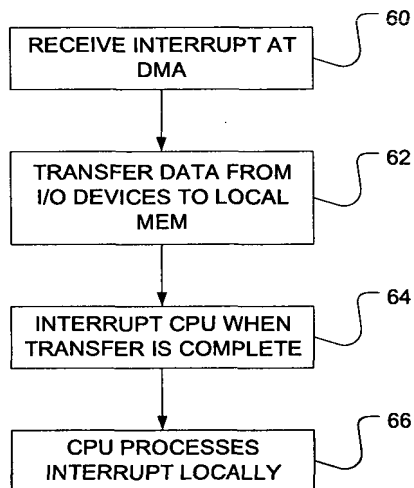 60
RECEIVE INTERRUPT AT
DMA
62
TRANSFER DATA FROM
I/O DEVICES TO LOCAL
MEM
64
INTERRUPT CPU WHEN
TRANSFER IS COMPLETE
66
CPU PROCESSES
INTERRUPT LOCALLY